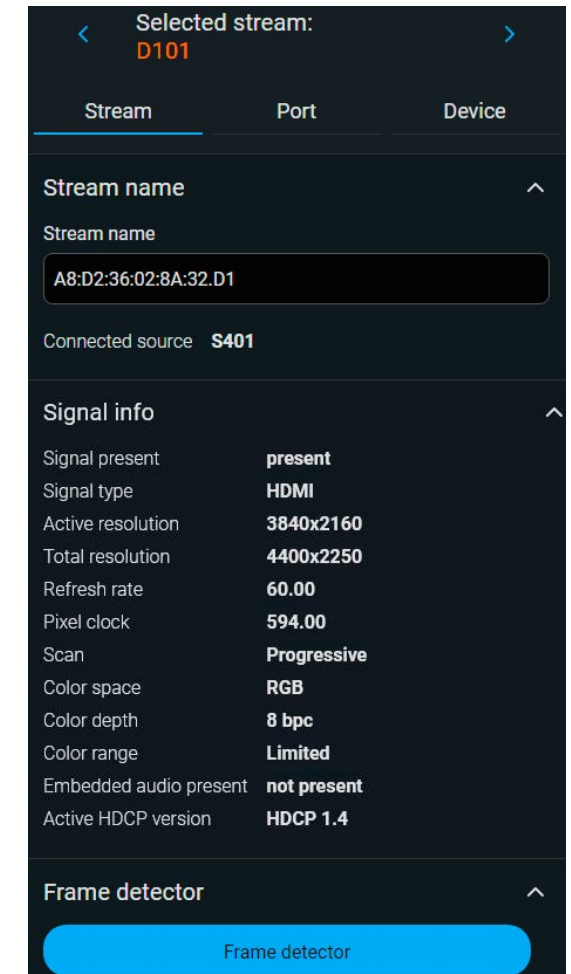 Selected stream:
D101
Stream Port Device
Stream name
Stream name
A8:D2:36:02:8A:32.D1
Connected source S401
Signal info
Signal present present
Signal type HDMI
Active resolution 3840x2160
Total resolution 4400x2250
Refresh rate 60.00
Pixel clock 594.00
Scan Progressive
Color space RGB
Color depth 8 bpc
Color range Limited
Embedded audio present not present
Active HDCP version HDCP 1.4
Frame detector
Frame detector